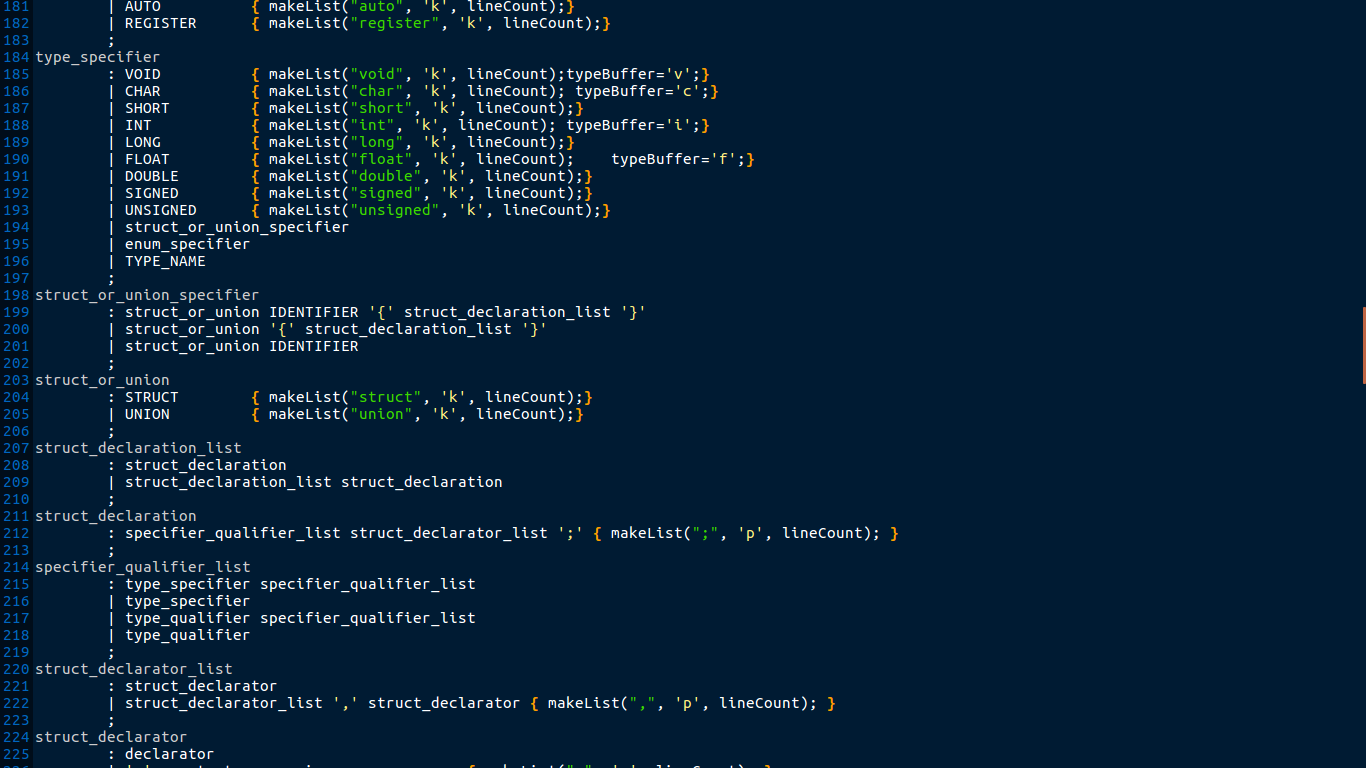 181 | AUTO { makeList("auto", 'k', lineCount);}
182 | REGISTER { makeList("register", 'k', lineCount);}
183 ;
184 type_specifier
185 : VOID { makeList("void", 'k', lineCount);typeBuffer='v';}
186 | CHAR { makeList("char", 'k', lineCount); typeBuffer='c';}
187 | SHORT { makeList("short", 'k', lineCount);}
188 | INT { makeList("int", 'k', lineCount); typeBuffer='i';}
189 | LONG { makeList("long", 'k', lineCount);}
190 | FLOAT { makeList("float", 'k', lineCount); typeBuffer='f';}
191 | DOUBLE { makeList("double", 'k', lineCount);}
192 | SIGNED { makeList("signed", 'k', lineCount);}
193 | UNSIGNED { makeList("unsigned", 'k', lineCount);}
194 | struct_or_union_specifier
195 | enum_specifier
196 | TYPE_NAME
197 ;
198 struct_or_union_specifier
199 : struct_or_union IDENTIFIER '{' struct_declaration_list '}'
200 | struct_or_union '{' struct_declaration_list '}'
201 | struct_or_union IDENTIFIER
202 ;
203 struct_or_union
204 : STRUCT { makeList("struct", 'k', lineCount);}
205 | UNION { makeList("union", 'k', lineCount);}
206 ;
207 struct_declaration_list
208 : struct_declaration
209 | struct_declaration_list struct_declaration
210 ;
211 struct_declaration
212 : specifier_qualifier_list struct_declarator_list ';' { makeList(";", 'p', lineCount); }
213 ;
214 specifier_qualifier_list
215 : type_specifier specifier_qualifier_list
216 | type_specifier
217 | type_qualifier specifier_qualifier_list
218 | type_qualifier
219 ;
220 struct_declarator_list
221 : struct_declarator
222 | struct_declarator_list ',' struct_declarator { makeList(",", 'p', lineCount); }
223 ;
224 struct_declarator
225 : declarator